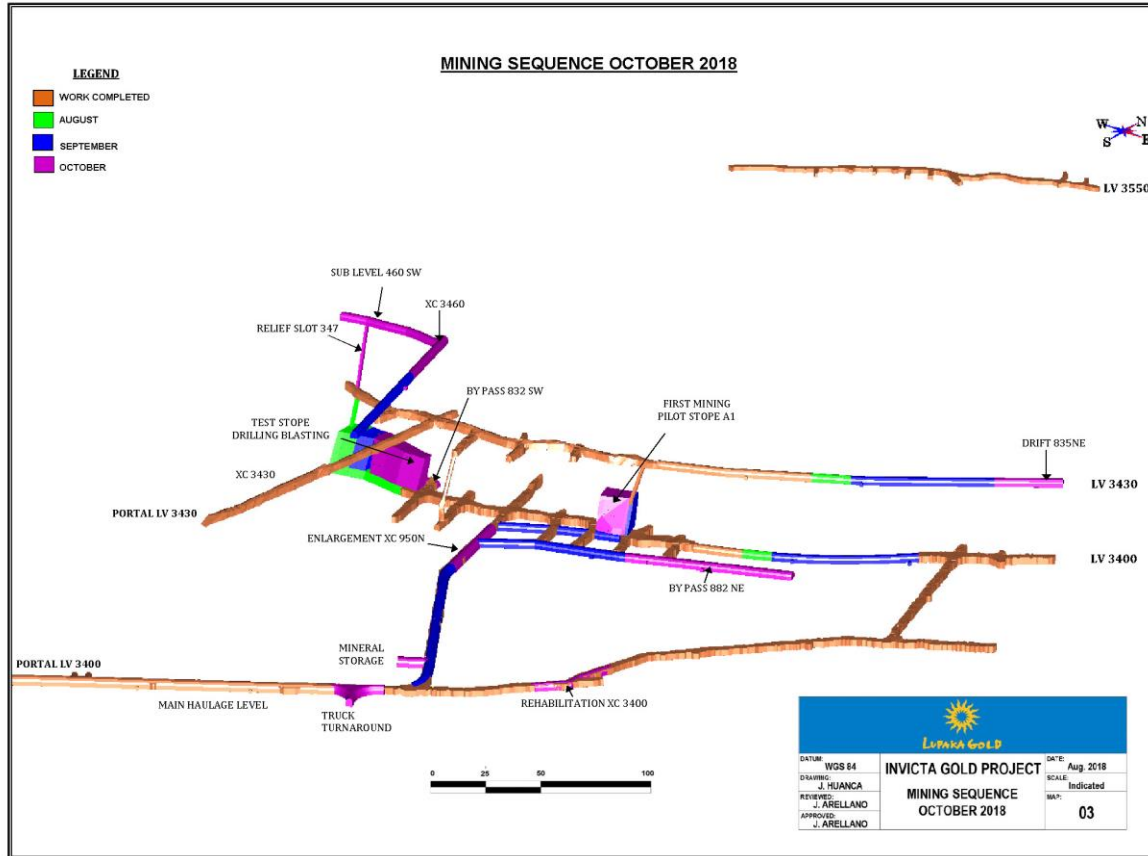 MINING SEQUENCE OCTOBER 2018
LEGEND
WORK COMPLETED
AUGUST
SEPTEMBER
OCTOBER
W N
S E
LV 3550
SUB LEVEL 460 SW
XC 3460
RELIEF SLOT 347
BY PASS 832 SW
FIRST MINING
PILOT STOPE A1
TEST STOPE
DRILLING BLASTING
DRIFT 835NE
XC 3430
LV 3430
PORTAL LV 3430
ENLARGEMENT XC 950N
LV 3400
BY PASS 882 NE
MINERAL
STORAGE
PORTAL LV 3400
MAIN HAULAGE LEVEL
REHABILITATION XC 3400
TRUCK
TURNAROUND
0 25 50 100
LUPAKA GOLD
DATUM:
WGS 84
DRAWING:
J. HUANCA
REVIEWED:
J. ARELLANO
APPROVED:
J. ARELLANO
INVICTA GOLD PROJECT
MINING SEQUENCE
OCTOBER 2018
DATE:
Aug. 2018
SCALE:
Indicated
MAP:
03